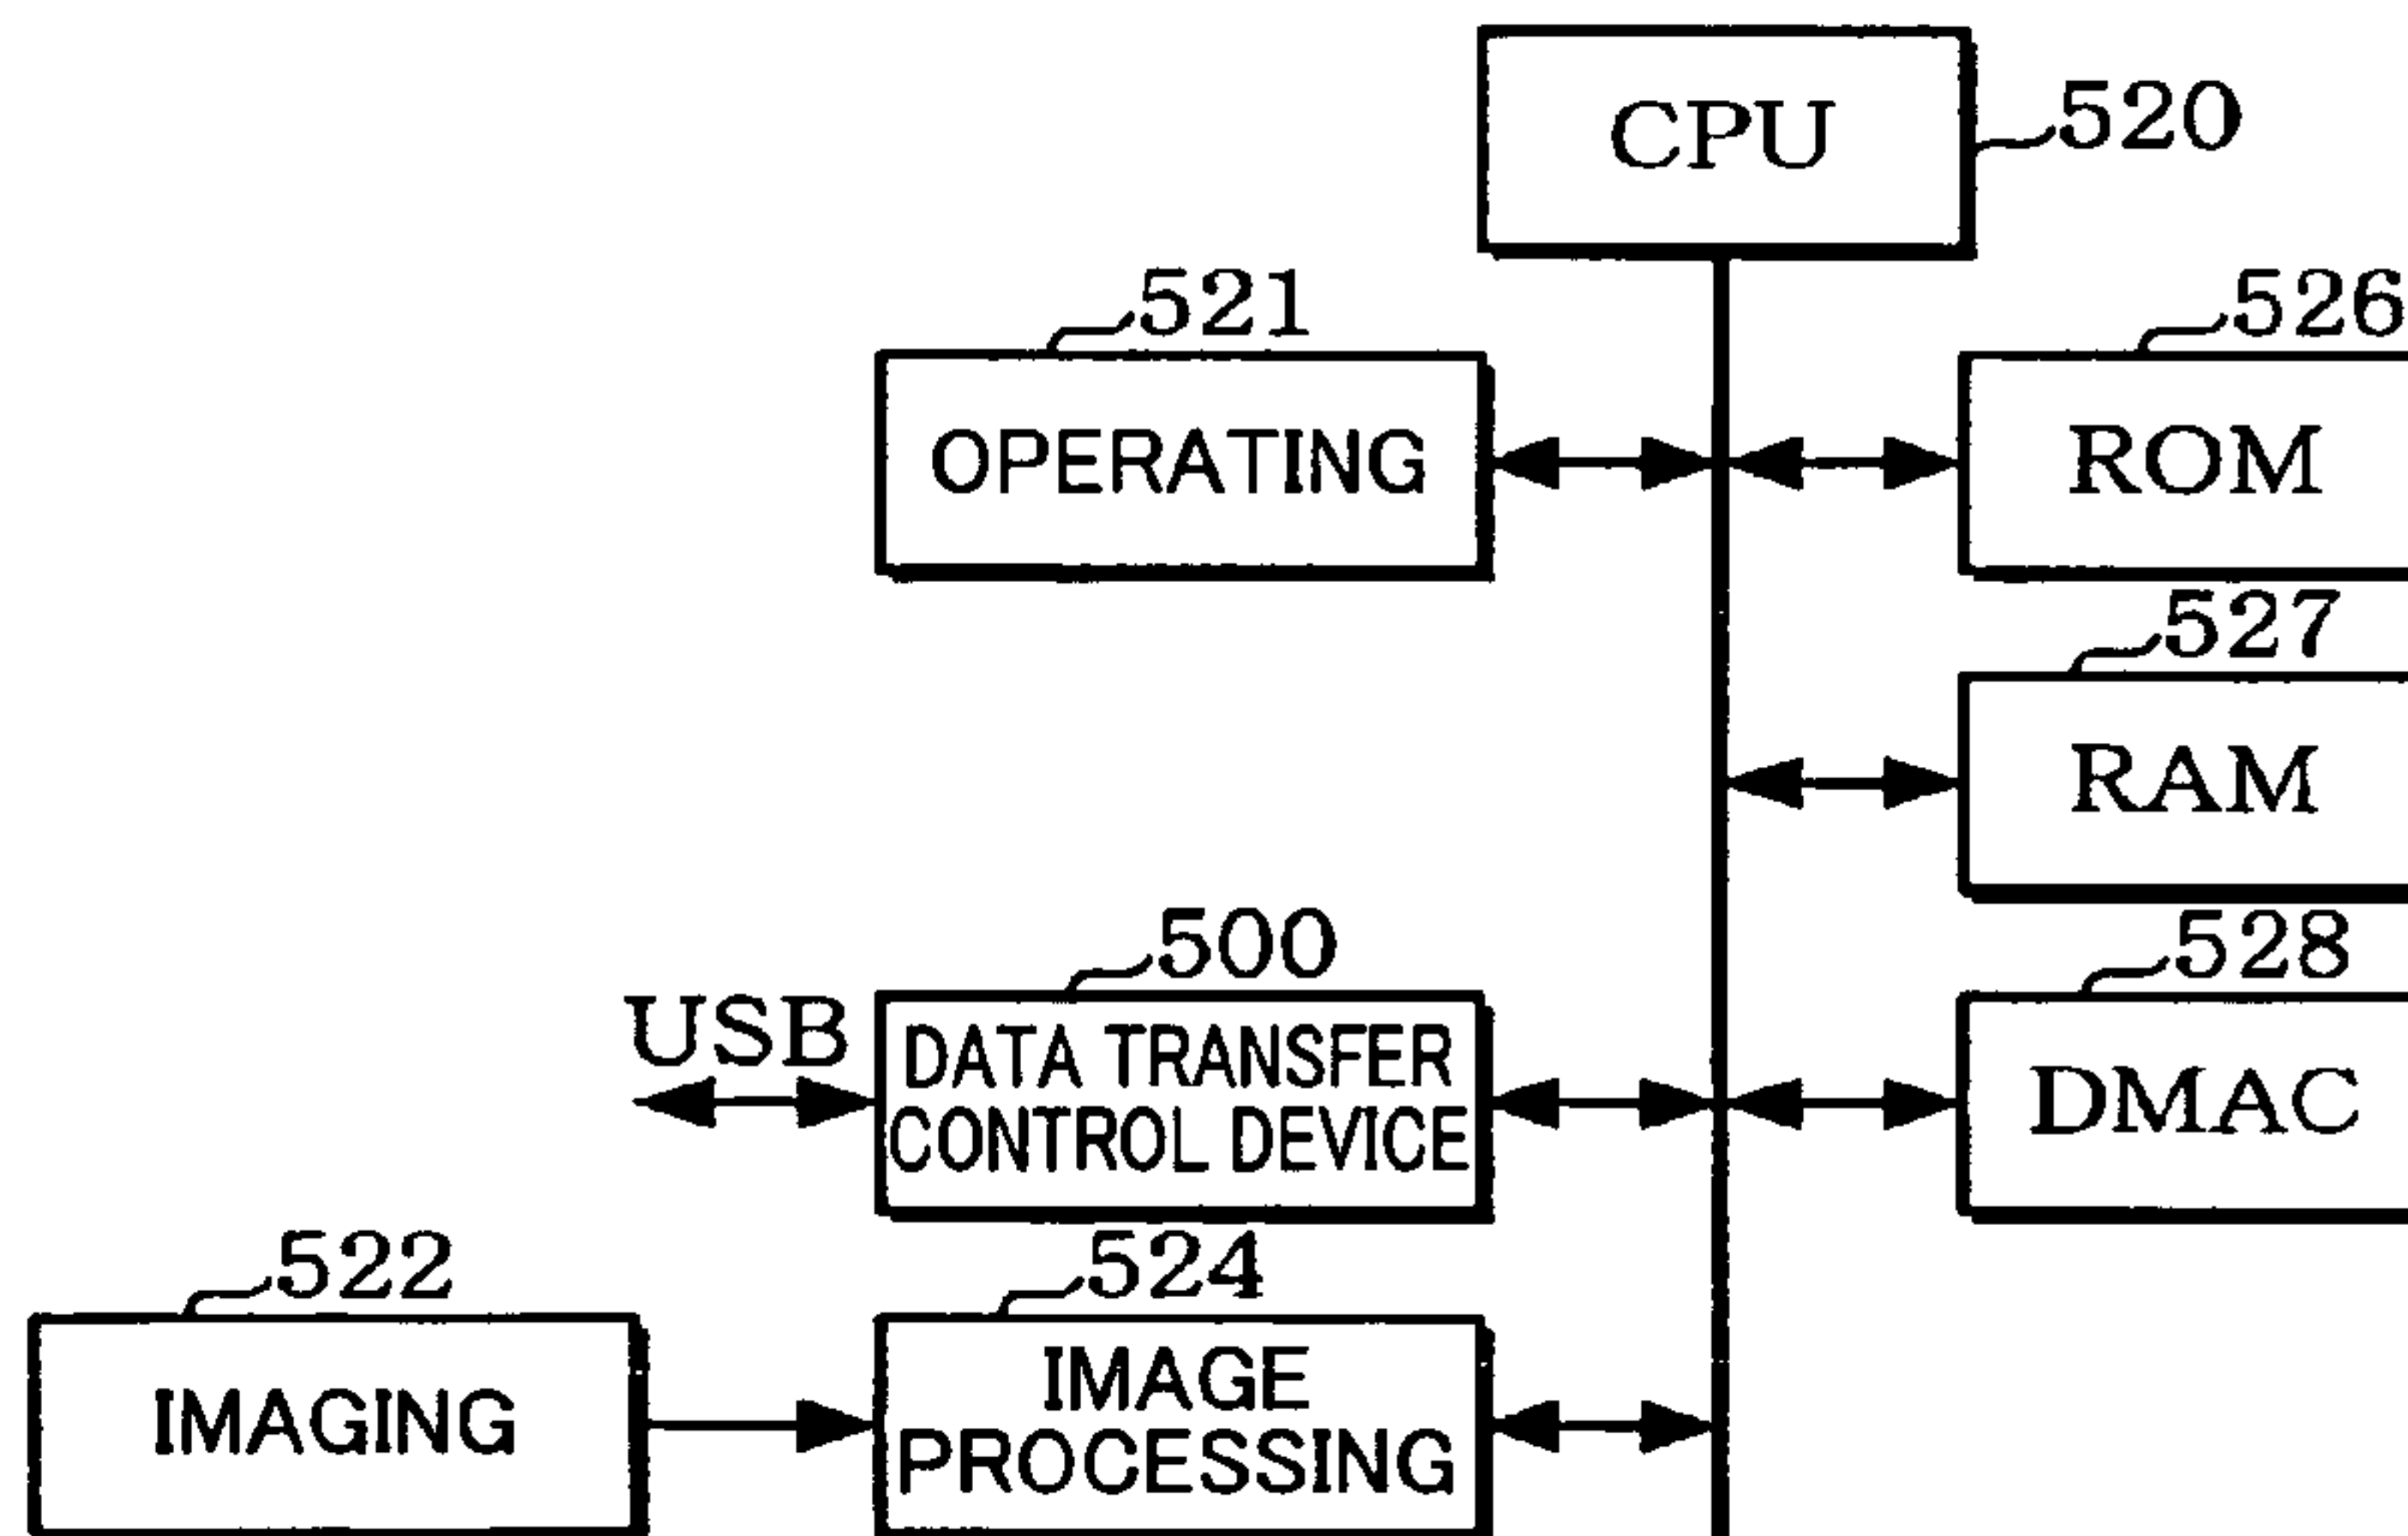 CPU
520
521
526
OPERATING
ROM
527
RAM
500
528
USB
DATA TRANSFER
CONTROL DEVICE
DMAC
522
524
IMAGING
IMAGE
PROCESSING